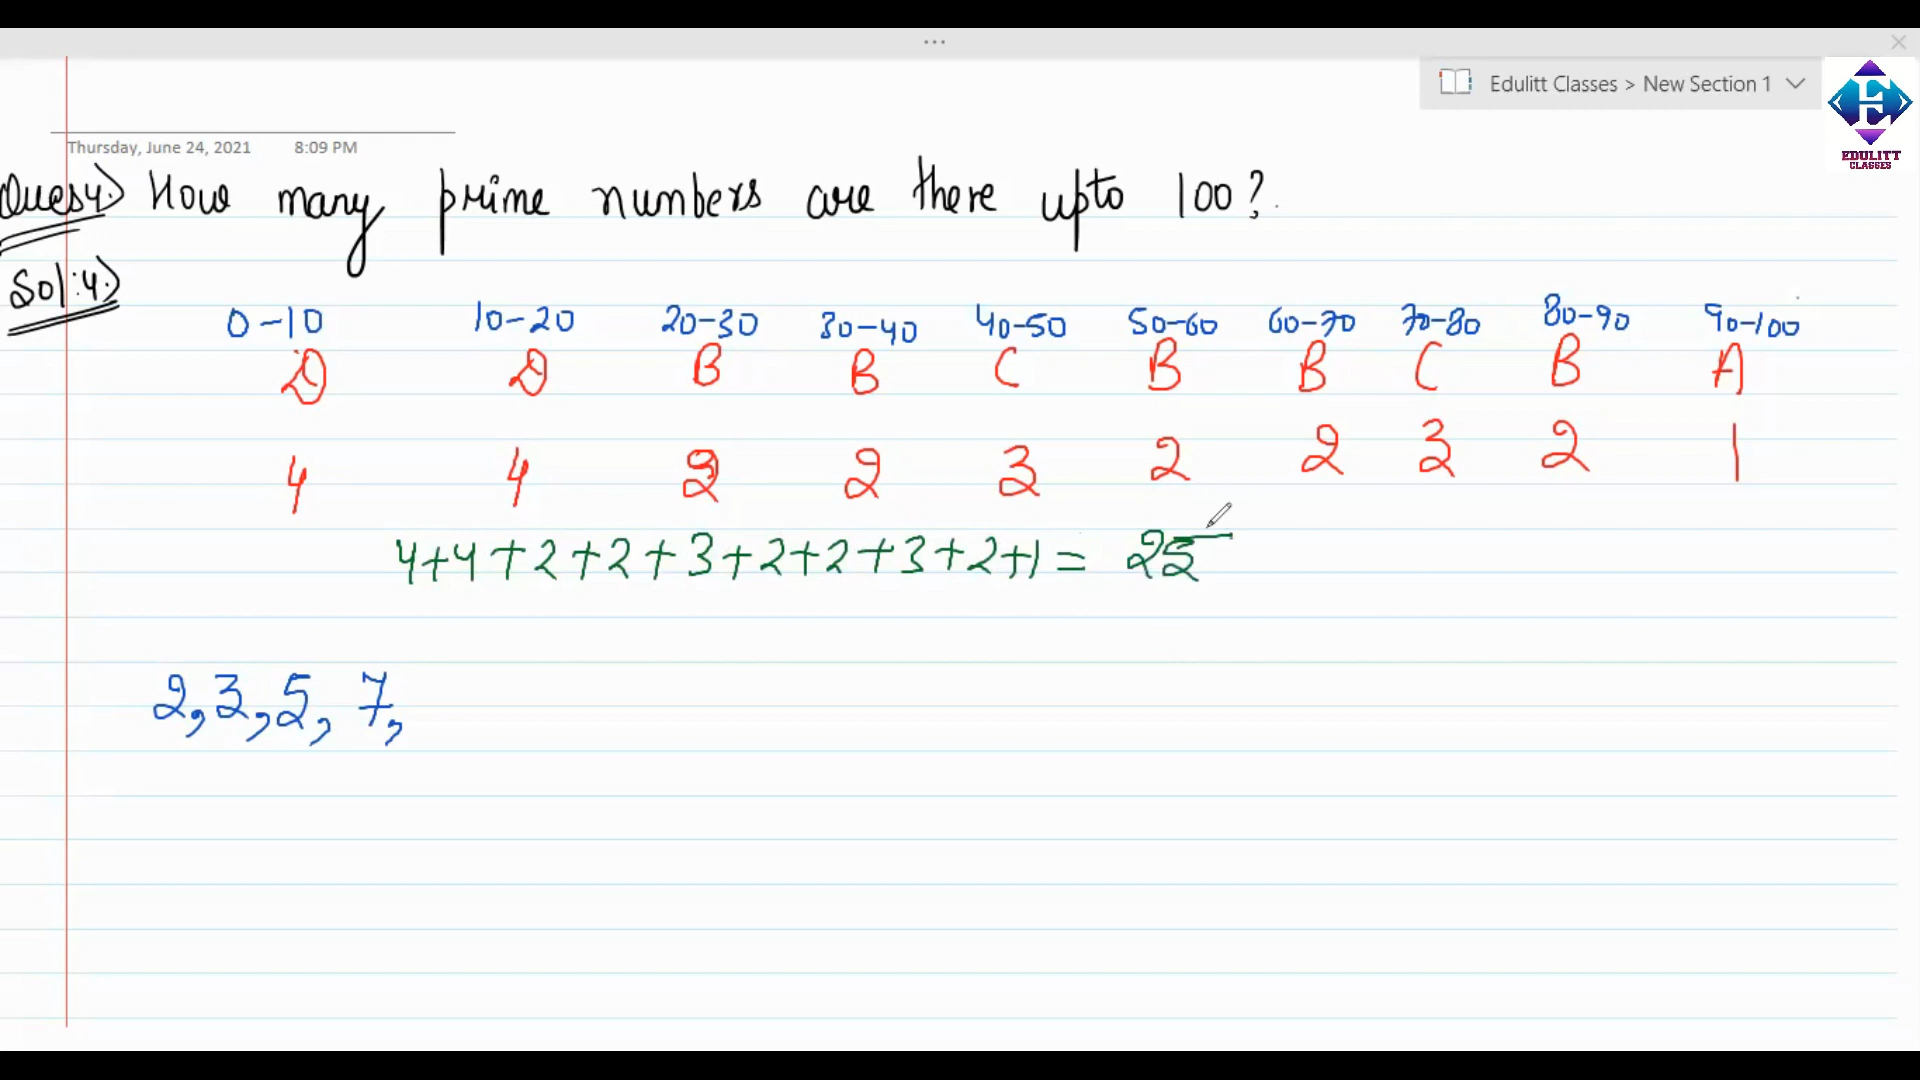 ...
Edulitt Classes > New Section 1
EDULITT
CLASSES
Thursday, June 24, 2021 8:09 PM
Ques4.) How many prime numbers are there upto 100?
Sol:4.)
0-10 10-20 20-30 30-40 40-50 50-60 60-70 70-80 80-90 90-100
D D B B C B B C B A
4 4 2 2 3 2 2 3 2 1
4+4+2+2+3+2+2+3+2+1= 25
2,3,5, 7,